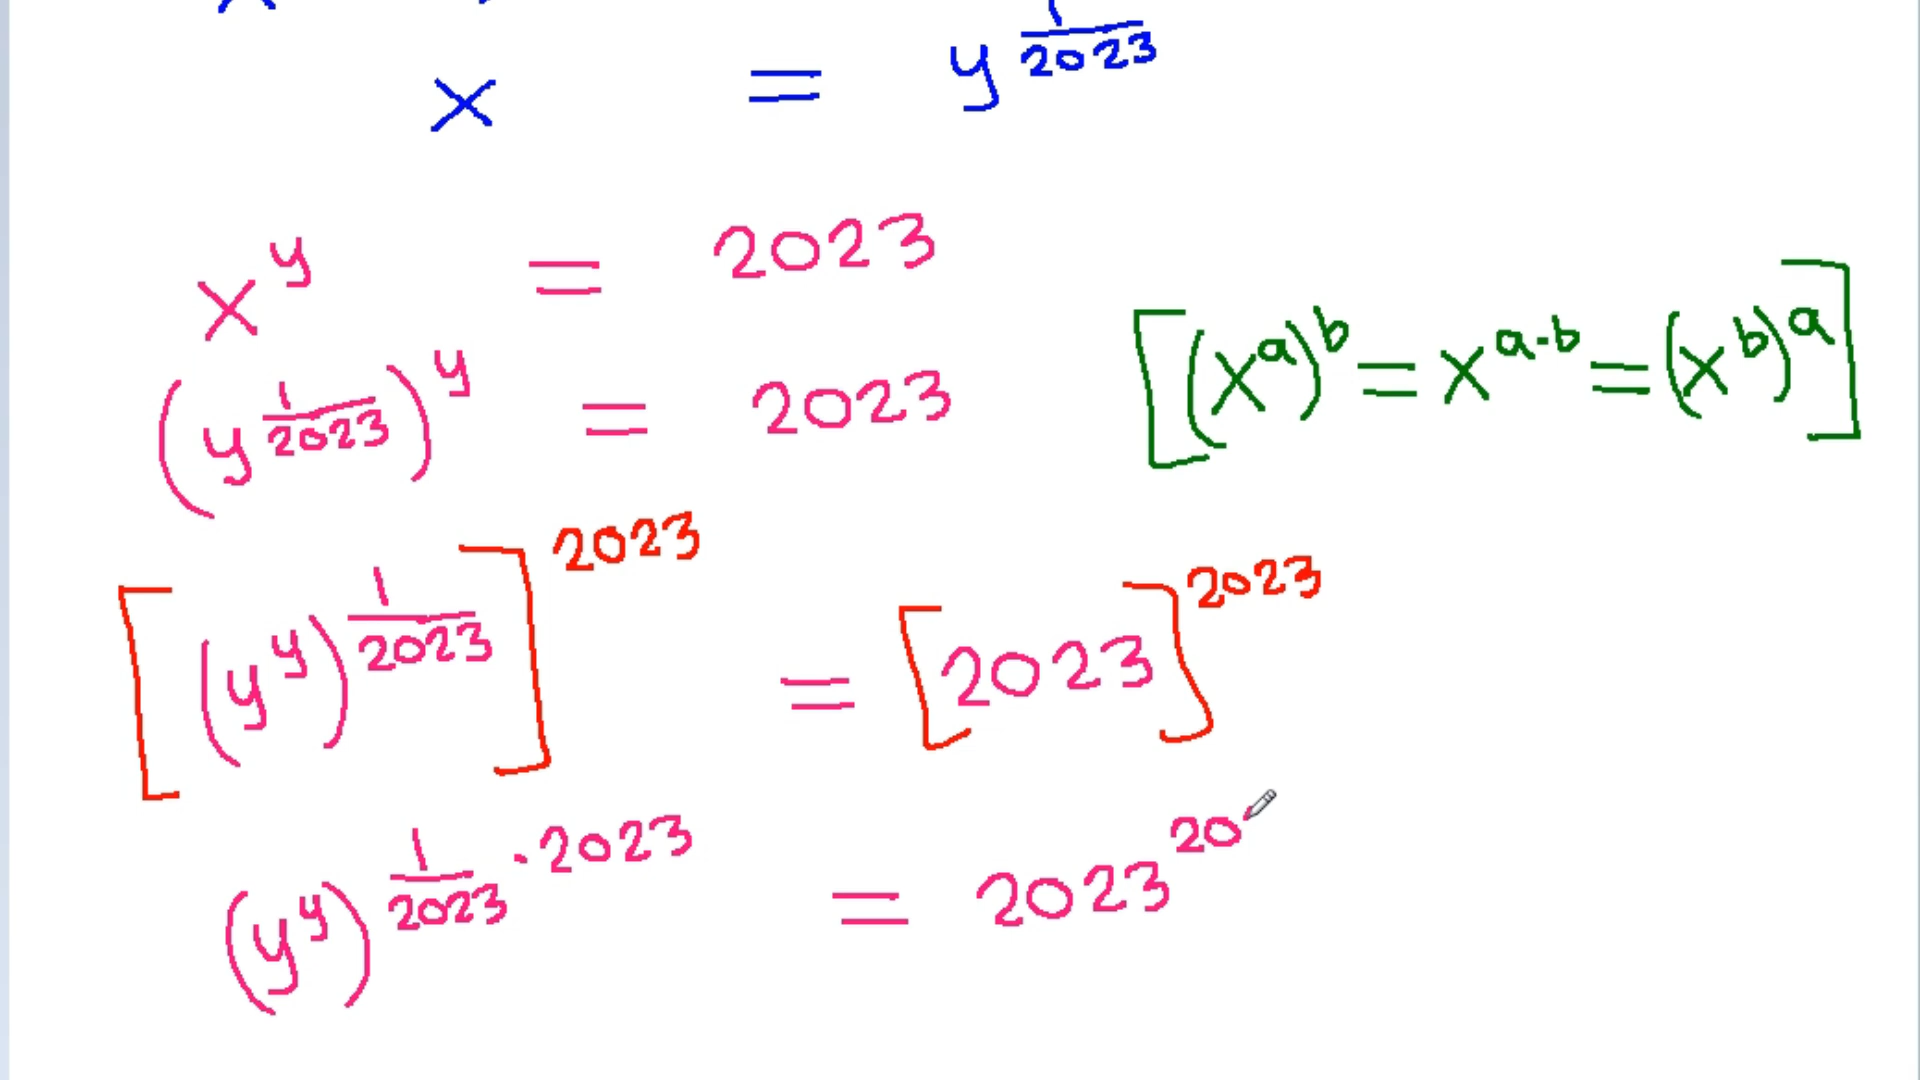 x = y^{1/2023}
x^y = 2023
(y^{1/2023})^y = 2023
[(x^a)^b = x^{a·b} = (x^b)^a]
[(y^y)^{1/2023}]^{2023} = [2023]^{2023}
(y^y)^{1/2023 · 2023} = 2023^{20}